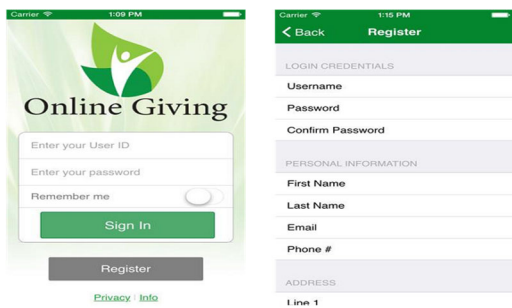 Carrier 1:09 PM
Online Giving
Enter your User ID
Enter your password
Remember me
Sign In
Register
Privacy | Info
Carrier 1:15 PM
Back Register
LOGIN CREDENTIALS
Username
Password
Confirm Password
PERSONAL INFORMATION
First Name
Last Name
Email
Phone #
ADDRESS
Line 1